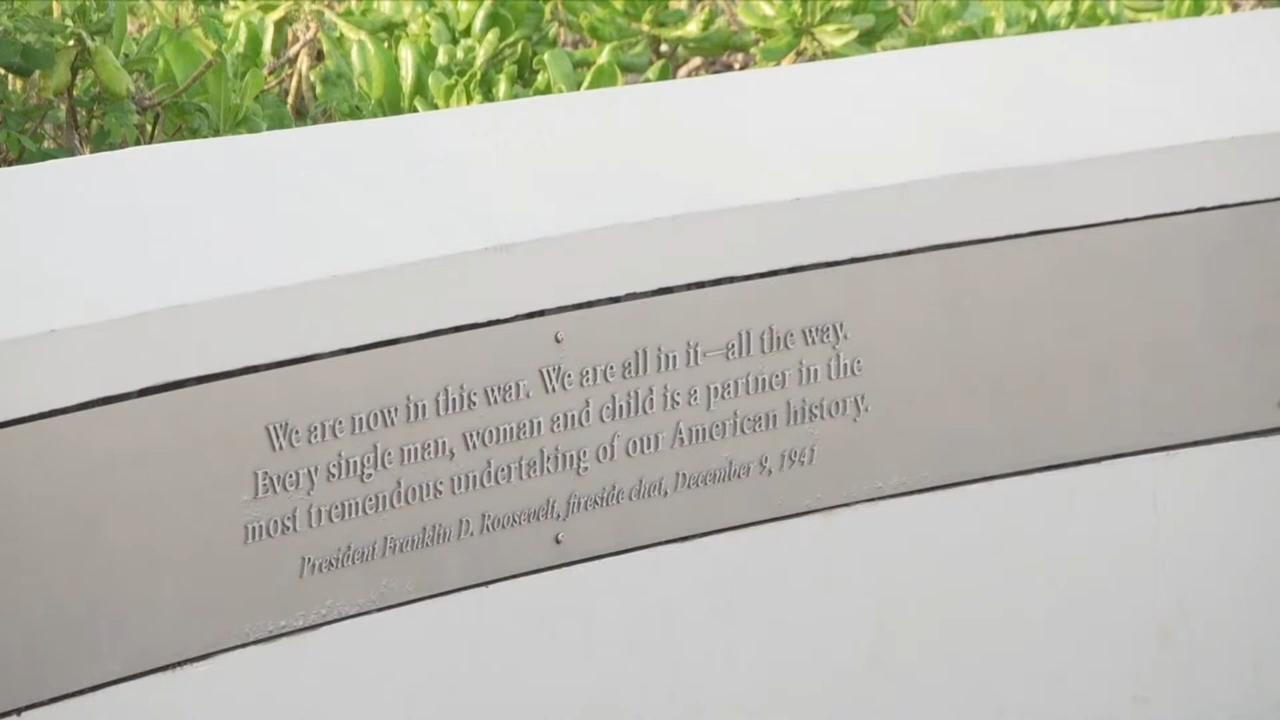 We are now in this war. We are all in it—all the way.
Every single man, woman and child is a partner in the
most tremendous undertaking of our American history.
President Franklin D. Roosevelt, fireside chat, December 9, 1941